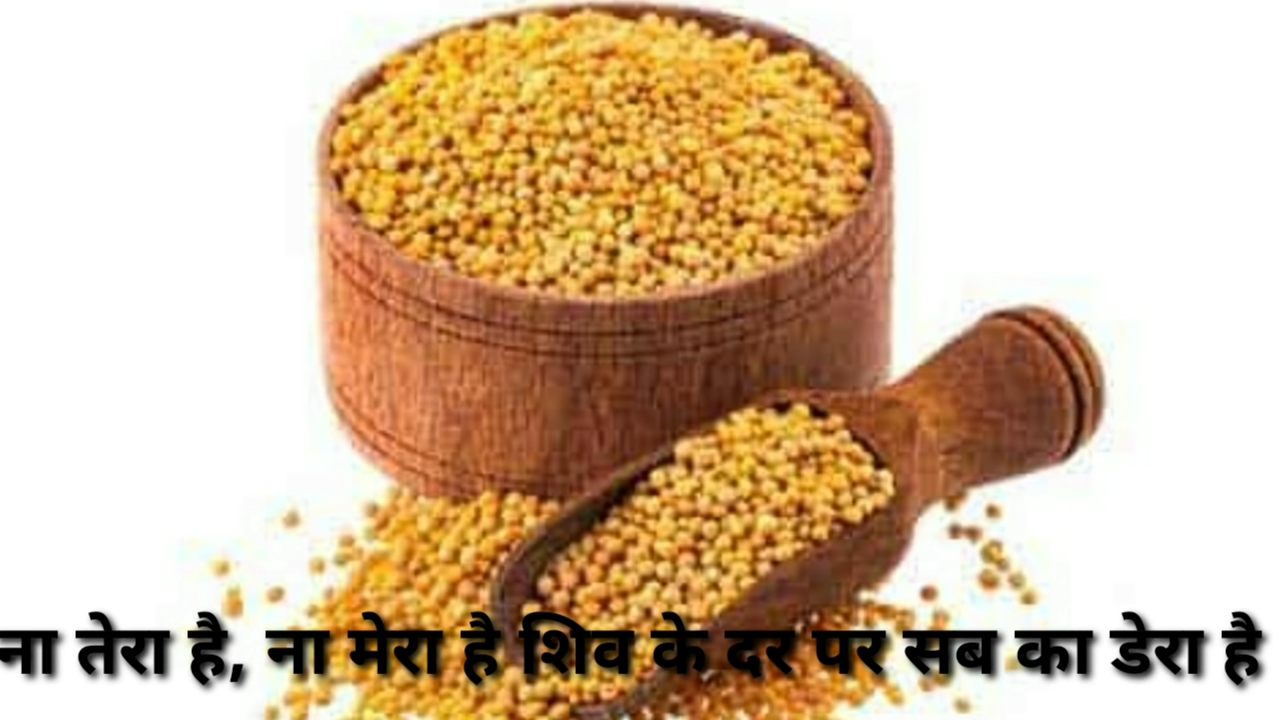 ना तेरा है, ना मेरा है शिव के दर पर सब का डेरा है